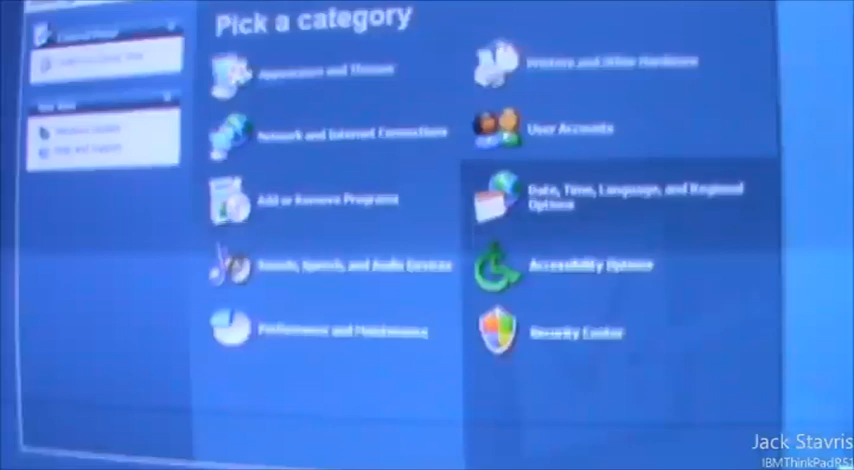 Pick a category
Appearance and Themes
Printers and Other Hardware
Network and Internet Connections
User Accounts
Add or Remove Programs
Date, Time, Language, and Regional
Options
Sounds, Speech, and Audio Devices
Accessibility Options
Performance and Maintenance
Security Center
Jack Stavris
IBMThinkPadR51